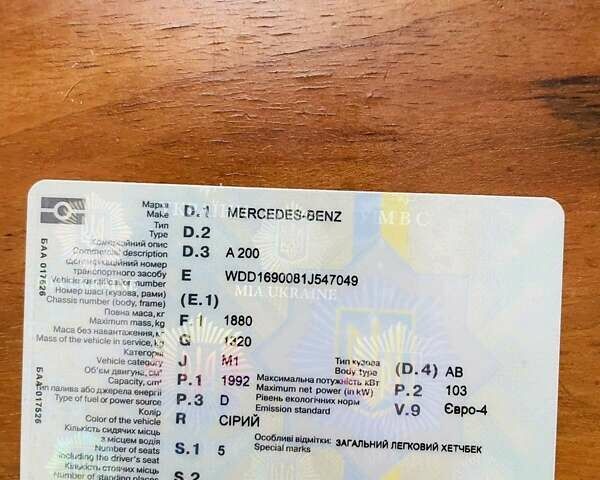 КРАЇНА МВС
Марка
Make D.1 MERCEDES-BENZ
Тип
Type D.2
Комерційний опис
Commercial description D.3 A 200
Ідентифікаційний номер
транспортного засобу
Vehicle identification number E WDD1690081J547049
Номер шасі (кузова, рами)
Chassis number (body, frame) (E.1)
MIA UKRAINE
Повна маса, кг
Maximum mass, kg F.1 1880
Маса без навантаження, кг
Mass of the vehicle in service, kg G 1320
Категорія
Vehicle category J M1
Тип кузова
Body type (D.4) AB
Об'єм двигуна, см³
Capacity, cm³ P.1 1992
Максимальна потужність кВт
Maximum net power (in kW) P.2 103
Тип палива або джерела енергії
Type of fuel or power source P.3 D
Рівень екологічних норм
Emission standard V.9 Євро-4
Колір
Color of the vehicle R СІРИЙ
Кількість сидячих місць
з місцем водія
Number of seats
including the driver's seat S.1 5
Особливі відмітки: ЗАГАЛЬНИЙ ЛЕГКОВИЙ ХЕТЧБЕК
Special marks
Кількість стоячих місць
Number of standing places S.2
БАА 017526
БАА 017526